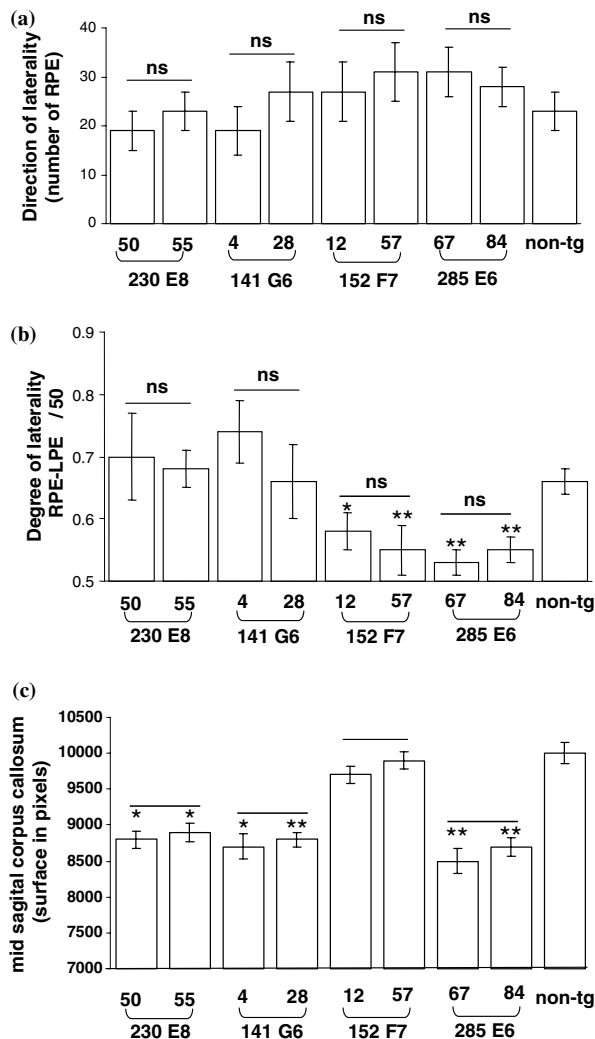 (a)
Direction of laterality
(number of RPE)
40
30
20
10
0
ns
ns
ns
ns
50 55 4 28 12 57 67 84 non-tg
230 E8 141 G6 152 F7 285 E6
(b)
Degree of laterality
RPE-LPE / 50
0.9
0.8
0.7
0.6
0.5
ns
ns
ns
ns
* ** ** **
50 55 4 28 12 57 67 84 non-tg
230 E8 141 G6 152 F7 285 E6
(c)
mid sagital corpus callosum
(surface in pixels)
10500
10000
9500
9000
8500
8000
7500
7000
* * * ** ** **
50 55 4 28 12 57 67 84 non-tg
230 E8 141 G6 152 F7 285 E6